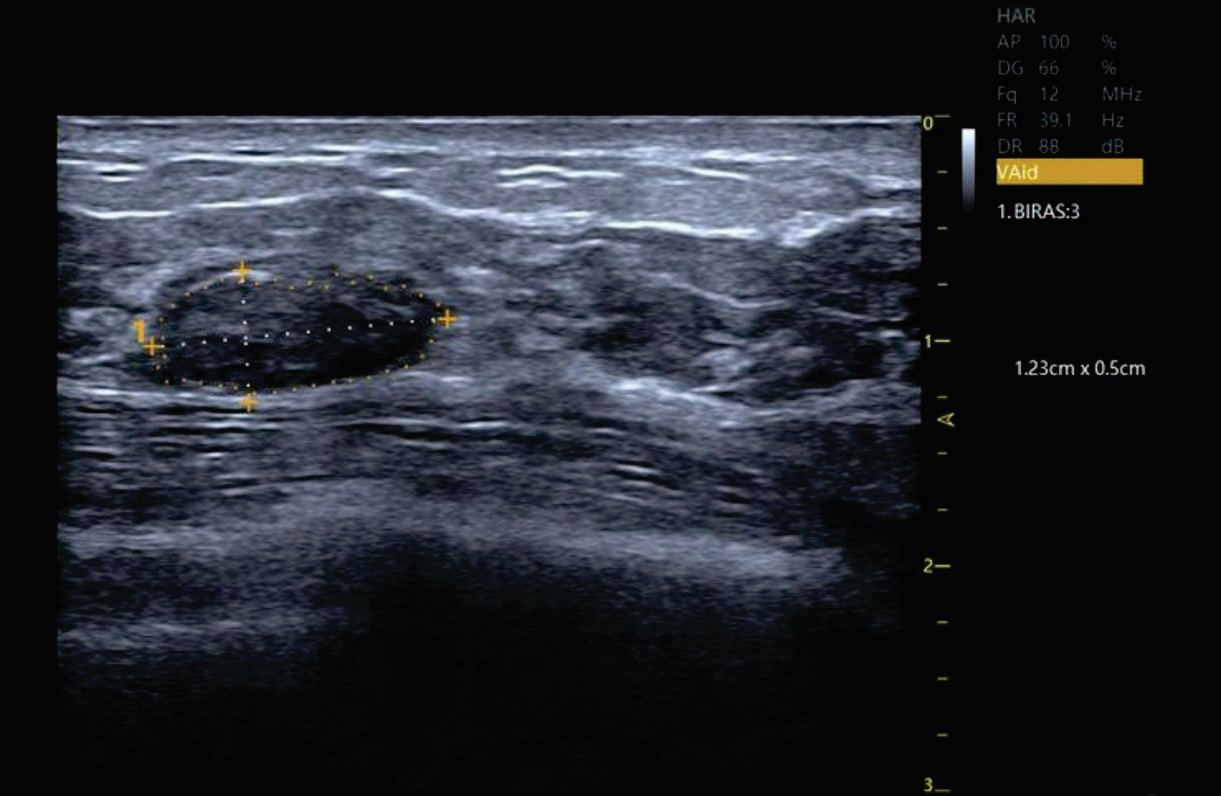 HAR
AP 100 %
DG 66 %
Fq 12 MHz
FR 39.1 Hz
DR 88 dB
VAid
1.BIRAS:3
1.23cm x 0.5cm
0
1
1
2
3